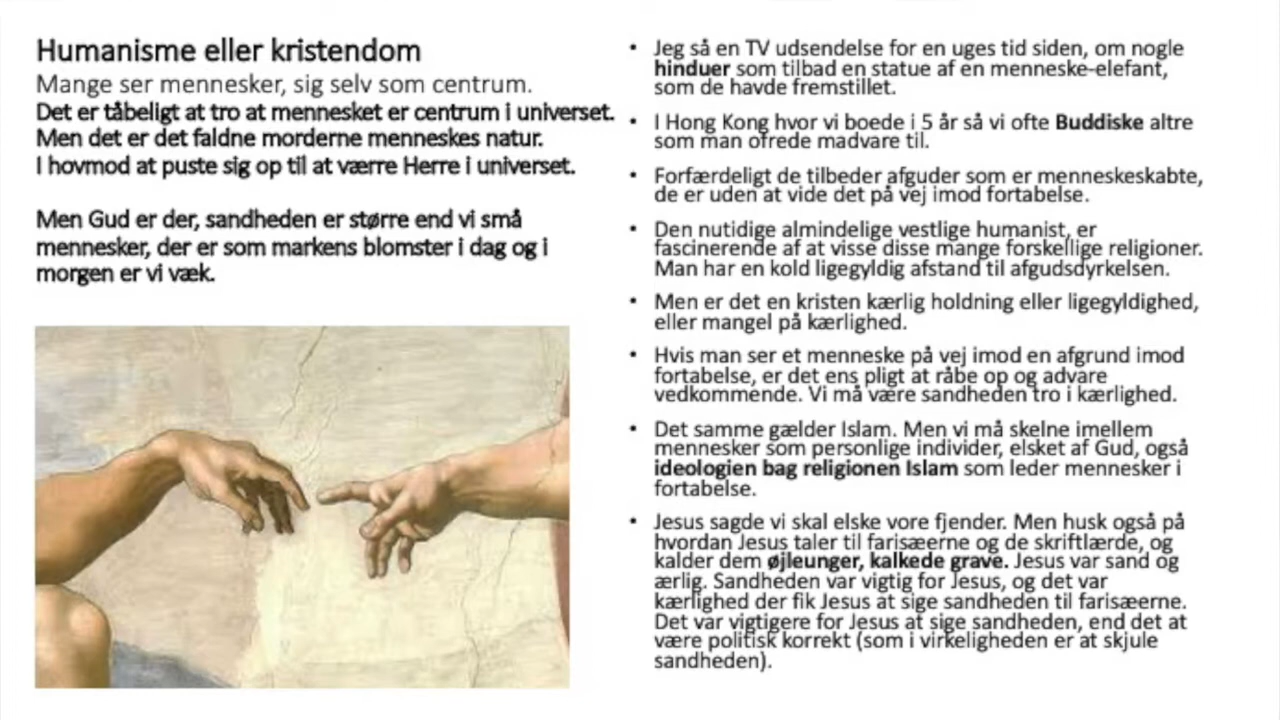 Humanisme eller kristendom
Mange ser mennesker, sig selv som centrum.
Det er tåbeligt at tro at mennesket er centrum i universet.
Men det er det faldne morderne menneskes natur.
I hovmod at puste sig op til at værre Herre i universet.
Men Gud er der, sandheden er større end vi små
mennesker, der er som markens blomster i dag og i
morgen er vi væk.
• Jeg så en TV udsendelse for en uges tid siden, om nogle
hinduer som tilbad en statue af en menneske-elefant,
som de havde fremstillet.
• I Hong Kong hvor vi boede i 5 år så vi ofte Buddiske altre
som man ofrede madvare til.
• Forfærdeligt de tilbeder afguder som er menneskeskabte,
de er uden at vide det på vej imod fortabelse.
• Den nutidige almindelige vestlige humanist, er
fascinerende af at visse disse mange forskellige religioner.
Man har en kold ligegyldig afstand til afgudsdyrkelsen.
• Men er det en kristen kærlig holdning eller ligegyldighed,
eller mangel på kærlighed.
• Hvis man ser et menneske på vej imod en afgrund imod
fortabelse, er det ens pligt at råbe op og advare
vedkommende. Vi må være sandheden tro i kærlighed.
• Det samme gælder Islam. Men vi må skelne imellem
mennesker som personlige individer, elsket af Gud, også
ideologien bag religionen Islam som leder mennesker i
fortabelse.
• Jesus sagde vi skal elske vore fjender. Men husk også på
hvordan Jesus taler til farisæerne og de skriftlærde, og
kalder dem øjleunger, kalkede grave. Jesus var sand og
ærlig. Sandheden var vigtig for Jesus, og det var
kærlighed der fik Jesus at sige sandheden til farisæerne.
Det var vigtigere for Jesus at sige sandheden, end det at
være politisk korrekt (som i virkeligheden er at skjule
sandheden).